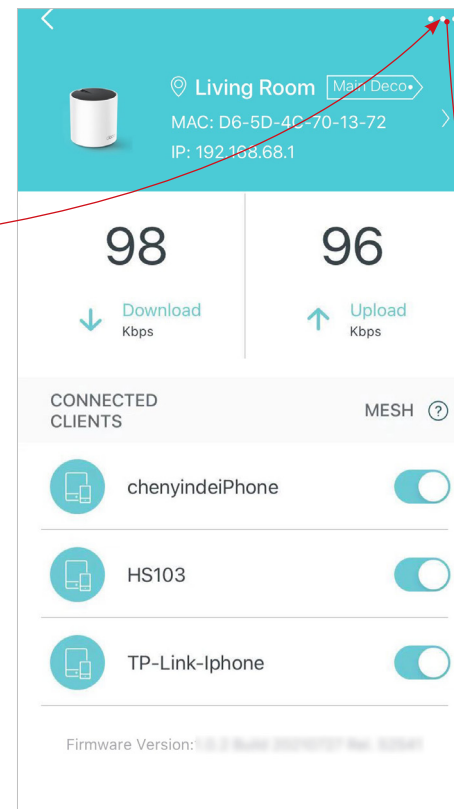 Living Room Main Deco
MAC: D6-5D-4C-70-13-72
IP: 192.168.68.1
98 96
Download Upload
Kbps Kbps
CONNECTED
CLIENTS
MESH ?
chenyindeiPhone
HS103
TP-Link-Iphone
Firmware Version: